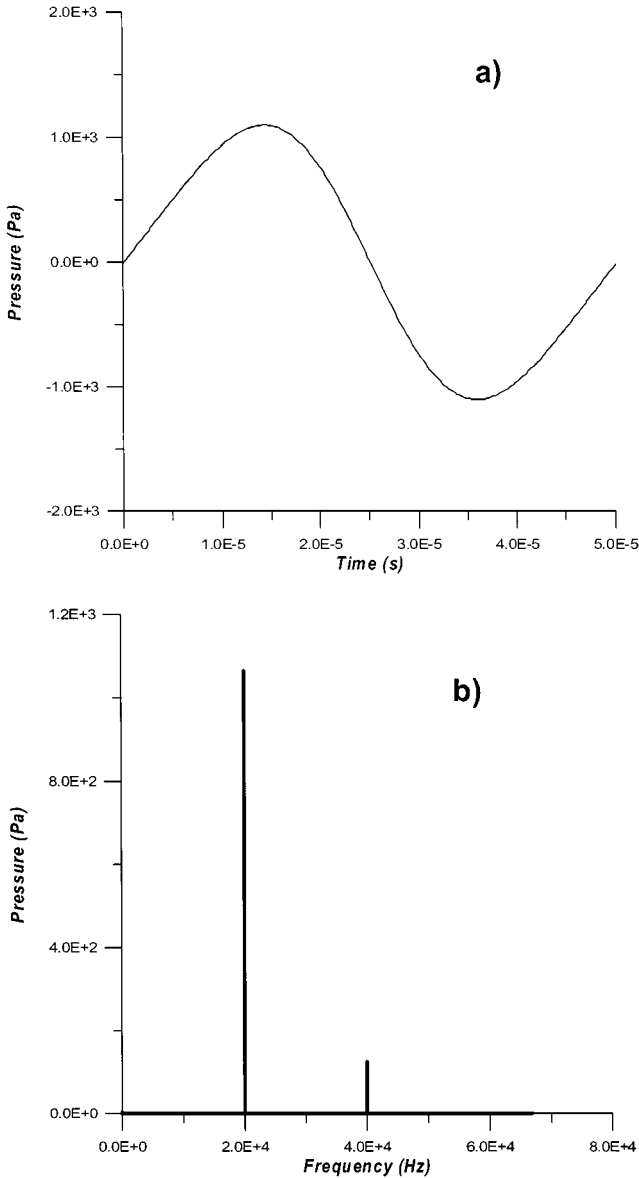 2.0E+3
a)
1.0E+3
0.0E+0
-1.0E+3
-2.0E+3
Pressure (Pa)
0.0E+0 1.0E-5 2.0E-5 3.0E-5 4.0E-5 5.0E-5
Time (s)
1.2E+3
b)
8.0E+2
4.0E+2
0.0E+0
Pressure (Pa)
0.0E+0 2.0E+4 4.0E+4 6.0E+4 8.0E+4
Frequency (Hz)